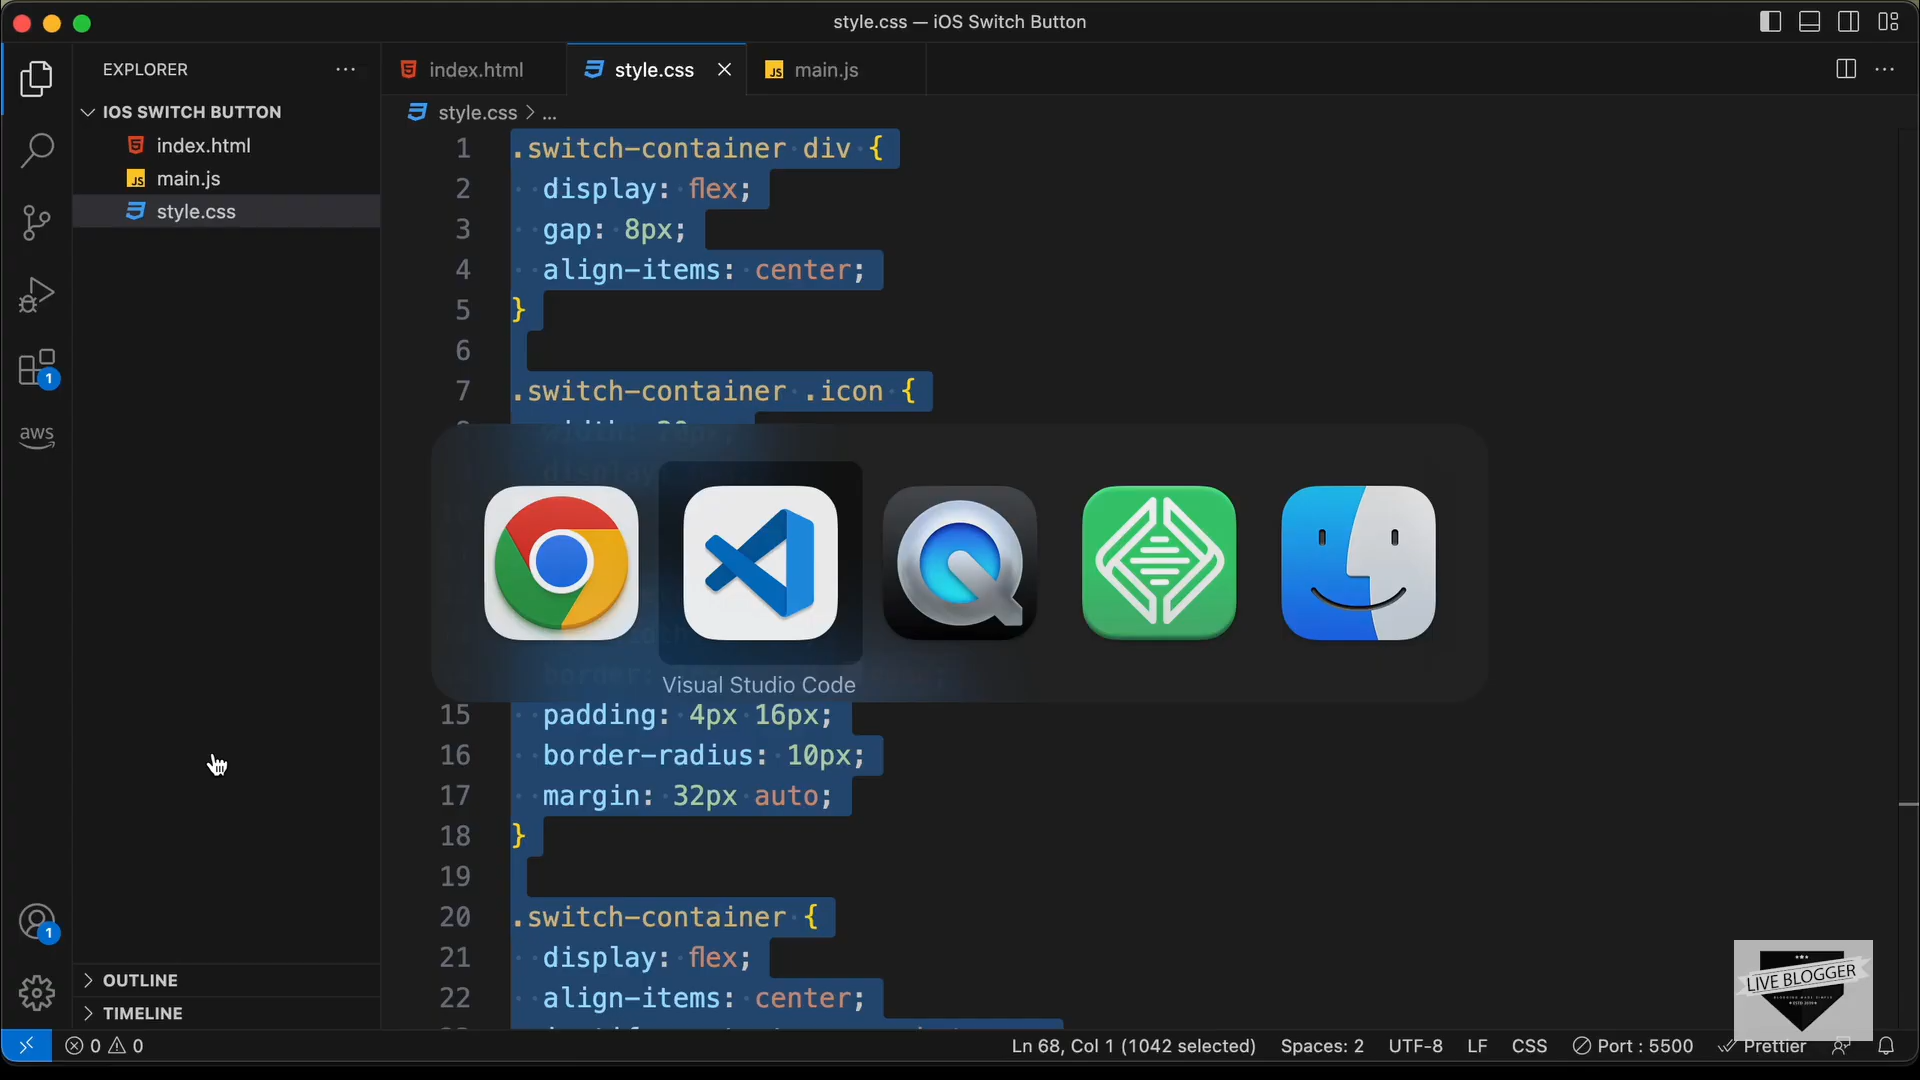 style.css — iOS Switch Button
EXPLORER
index.html
style.css
main.js
IOS SWITCH BUTTON
index.html
main.js
style.css
style.css > ...
1 .switch-container div {
2 display: flex;
3 gap: 8px;
4 align-items: center;
5 }
6
7 .switch-container .icon {
Visual Studio Code
15 padding: 4px 16px;
16 border-radius: 10px;
17 margin: 32px auto;
18 }
19
20 .switch-container {
21 display: flex;
22 align-items: center;
1
aws
1
OUTLINE
TIMELINE
LIVE BLOGGER
0 0
Ln 68, Col 1 (1042 selected)
Spaces: 2
UTF-8
LF
CSS
Port : 5500
Prettier